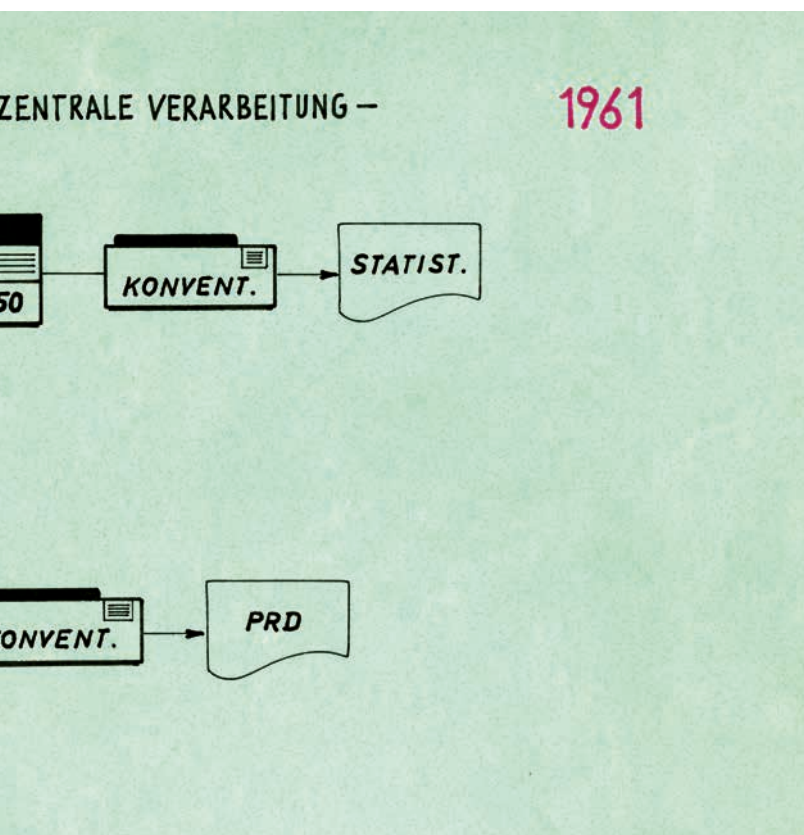 ZENTRALE VERARBEITUNG — 1961
50 KONVENT. STATIST.
ONVENT. PRD